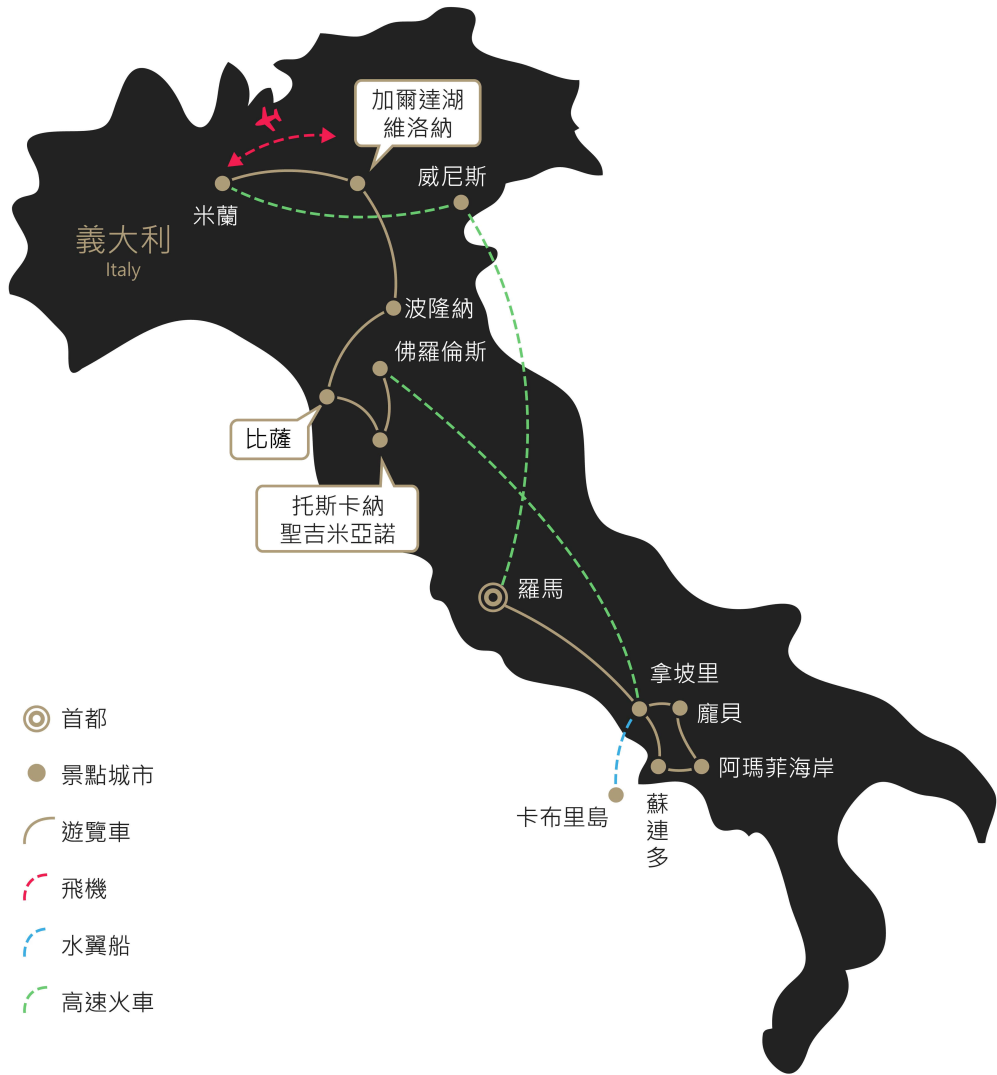 加爾達湖
維洛納
威尼斯
米蘭
義大利
Italy
波隆納
佛羅倫斯
比薩
托斯卡納
聖吉米亞諾
羅馬
拿坡里
龐貝
阿瑪菲海岸
卡布里島
蘇連多
首都
景點城市
遊覽車
飛機
水翼船
高速火車